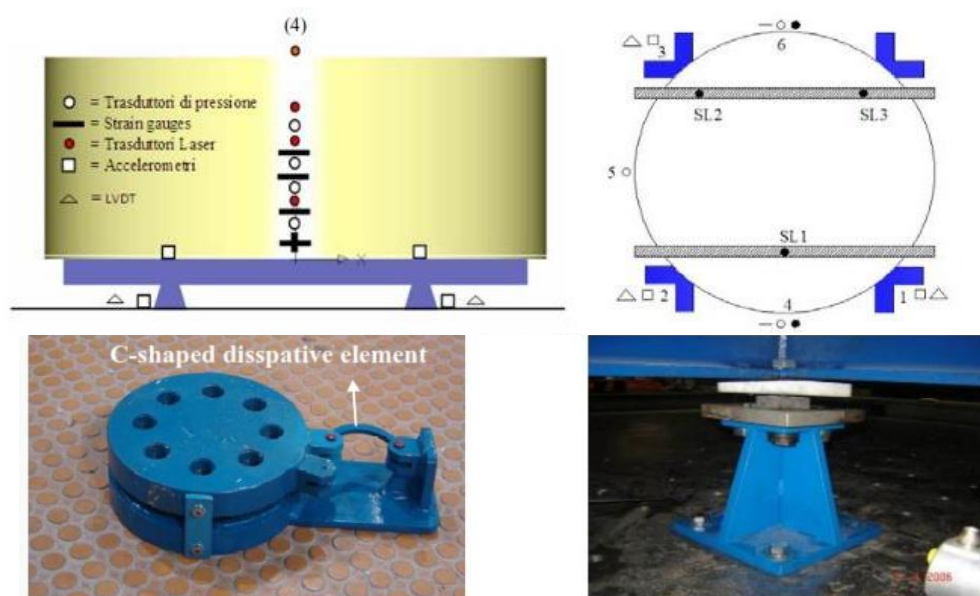 (4)
= Trasduttori di pressione
= Strain gauges
= Trasduttori Laser
= Accelerometri
= LVDT
X
6
3
SL2
SL3
5
SL1
2
4
1
C-shaped disspative element